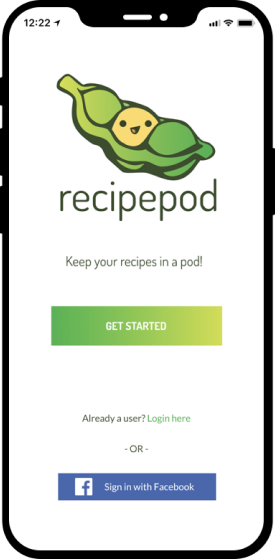 12:22
recipepod
Keep your recipes in a pod!
GET STARTED
Already a user? Login here
- OR -
Sign in with Facebook